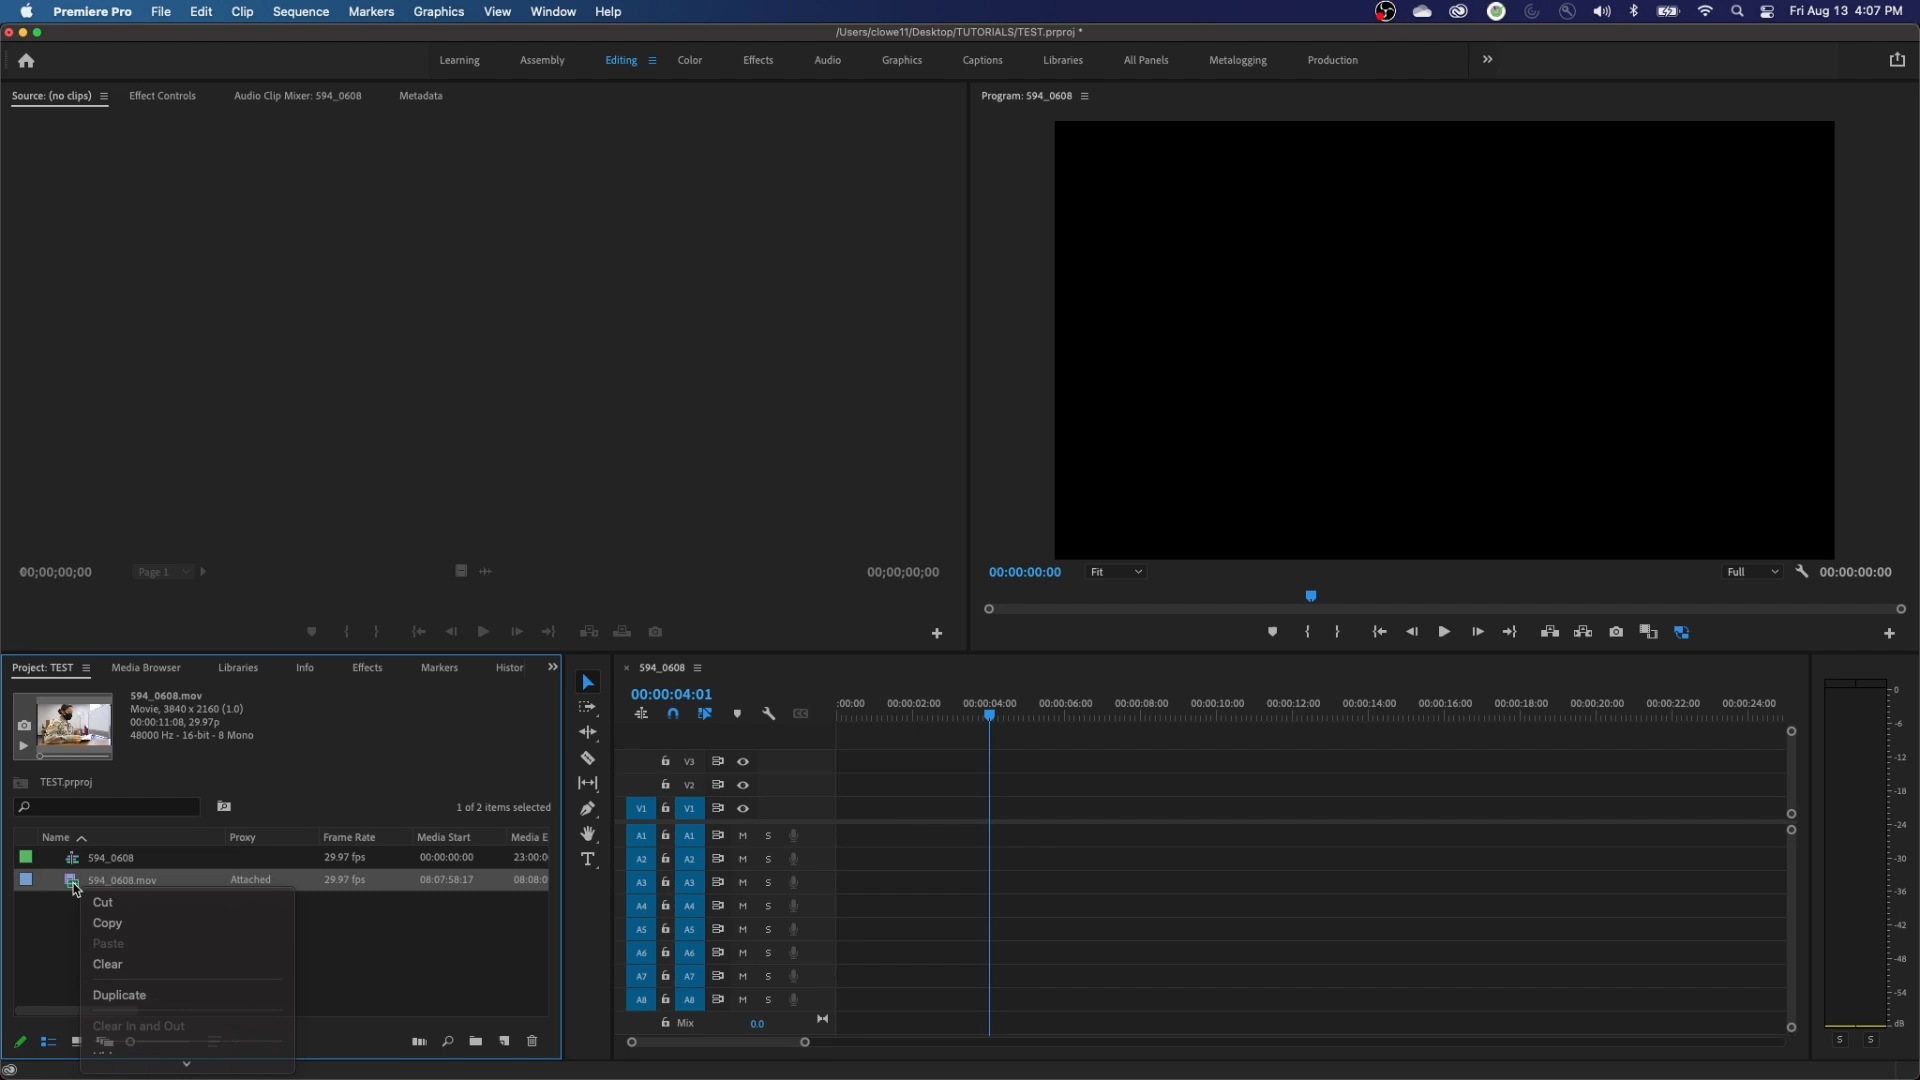 Premiere Pro File Edit Clip Sequence Markers Graphics View Window Help Fri Aug 13 4:07 PM
/Users/clowe11/Desktop/TUTORIALS/TEST.prproj *
Learning Assembly Editing Color Effects Audio Graphics Captions Libraries All Panels Metalogging Production
Source: (no clips) Effect Controls Audio Clip Mixer: 594_0608 Metadata
Program: 594_0608
00;00;00;00 Page 1 00;00;00;00
00:00:00:00 Fit Full 00:00:00:00
Project: TEST Media Browser Libraries Info Effects Markers Histor
594_0608.mov
Movie, 3840 x 2160 (1.0)
00:00:11:08, 29.97p
48000 Hz - 16-bit - 8 Mono
TEST.prproj
1 of 2 items selected
Name Proxy Frame Rate Media Start Media E
594_0608 29.97 fps 00:00:00:00 23:00:0
594_0608.mov Attached 29.97 fps 08:07:58:17 08:08:0
Cut
Copy
Paste
Clear
Duplicate
Clear In and Out
594_0608
00:00:04:01
:00:00 00:00:02:00 00:00:04:00 00:00:06:00 00:00:08:00 00:00:10:00 00:00:12:00 00:00:14:00 00:00:16:00 00:00:18:00 00:00:20:00 00:00:22:00 00:00:24:00
V3
V2
V1 V1
A1 A1 M S
A2 A2 M S
A3 A3 M S
A4 A4 M S
A5 A5 M S
A6 A6 M S
A7 A7 M S
A8 A8 M S
Mix 0.0
0
-6
-12
-18
-24
-30
-36
-42
-48
-54
dB
S S